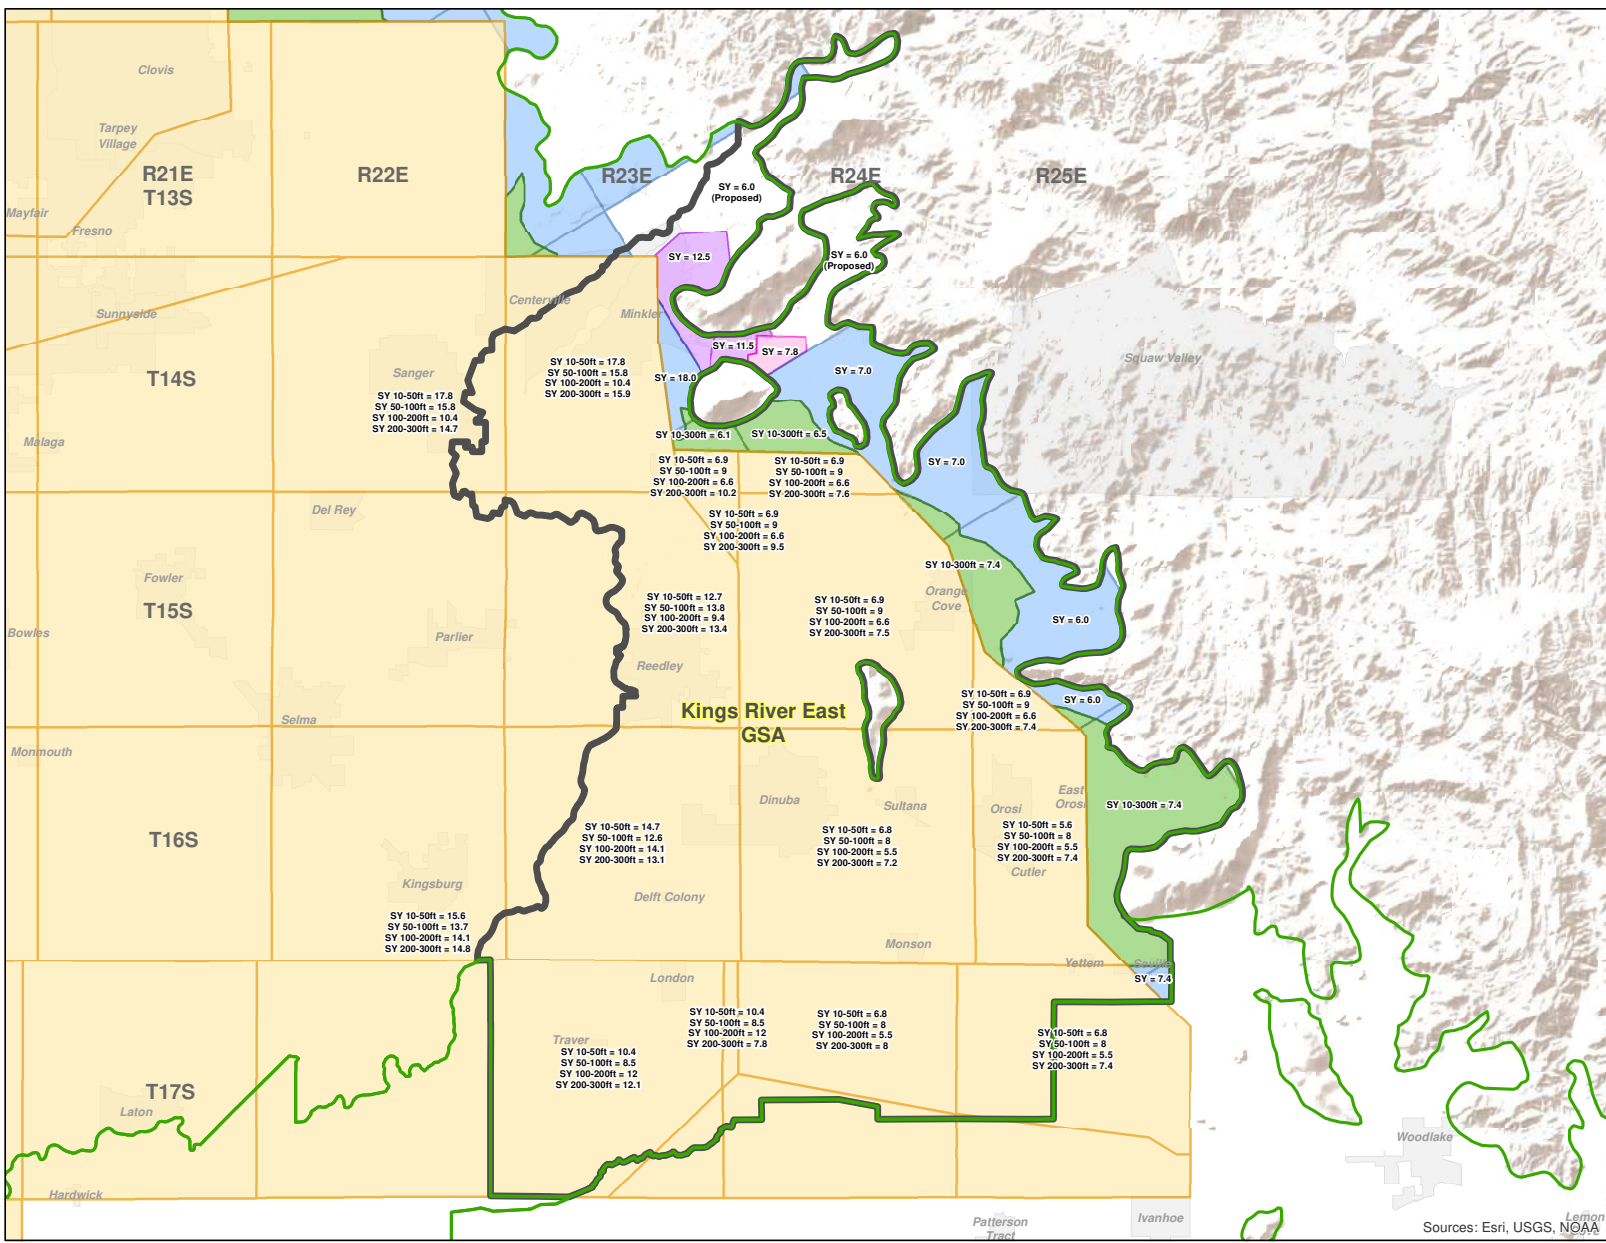 Clovis
Tarpey
Village
R21E
T13S
R22E
R23E
R24E
R25E
Mayfair
Fresno
SY = 6.0
(Proposed)
SY = 6.0
(Proposed)
SY = 12.5
Centerville
Minkler
Sunnyside
SY = 11.5
SY = 7.8
Squaw Valley
T14S
Sanger
SY 10-50ft = 17.8
SY 50-100ft = 15.8
SY 100-200ft = 10.4
SY 200-300ft = 15.9
SY = 18.0
SY = 7.0
SY 10-50ft = 17.8
SY 50-100ft = 15.8
SY 100-200ft = 10.4
SY 200-300ft = 14.7
Malaga
SY 10-300ft = 6.1
SY 10-300ft = 6.5
SY = 7.0
SY 10-50ft = 6.9
SY 50-100ft = 9
SY 100-200ft = 6.6
SY 200-300ft = 10.2
SY 10-50ft = 6.9
SY 50-100ft = 9
SY 100-200ft = 6.6
SY 200-300ft = 7.6
Del Rey
SY 10-50ft = 6.9
SY 50-100ft = 9
SY 100-200ft = 6.6
SY 200-300ft = 9.5
SY 10-300ft = 7.4
Fowler
T15S
Orange
Cove
SY 10-50ft = 12.7
SY 50-100ft = 13.8
SY 100-200ft = 9.4
SY 200-300ft = 13.4
SY 10-50ft = 6.9
SY 50-100ft = 9
SY 100-200ft = 6.6
SY 200-300ft = 7.5
SY = 6.0
Bowles
Parlier
Reedley
SY 10-50ft = 6.9
SY 50-100ft = 9
SY 100-200ft = 6.6
SY 200-300ft = 7.4
SY = 6.0
Kings River East
GSA
Selma
Monmouth
Dinuba
Sultana
Orosi
East
Orosi
SY 10-300ft = 7.4
T16S
SY 10-50ft = 14.7
SY 50-100ft = 12.6
SY 100-200ft = 14.1
SY 200-300ft = 13.1
SY 10-50ft = 6.8
SY 50-100ft = 8
SY 100-200ft = 5.5
SY 200-300ft = 7.2
SY 10-50ft = 5.6
SY 50-100ft = 8
SY 100-200ft = 5.5
SY 200-300ft = 7.4
Cutler
Kingsburg
Delft Colony
SY 10-50ft = 15.6
SY 50-100ft = 13.7
SY 100-200ft = 14.1
SY 200-300ft = 14.8
Monson
Yettem
Seville
SY = 7.4
London
Traver
SY 10-50ft = 10.4
SY 50-100ft = 8.5
SY 100-200ft = 12
SY 200-300ft = 12.1
SY 10-50ft = 10.4
SY 50-100ft = 8.5
SY 100-200ft = 12
SY 200-300ft = 7.8
SY 10-50ft = 6.8
SY 50-100ft = 8
SY 100-200ft = 5.5
SY 200-300ft = 8
SY 10-50ft = 6.8
SY 50-100ft = 8
SY 100-200ft = 5.5
SY 200-300ft = 7.4
T17S
Laton
Woodlake
Hardwick
Patterson
Tract
Ivanhoe
Lemon
Cove
Sources: Esri, USGS, NOAA